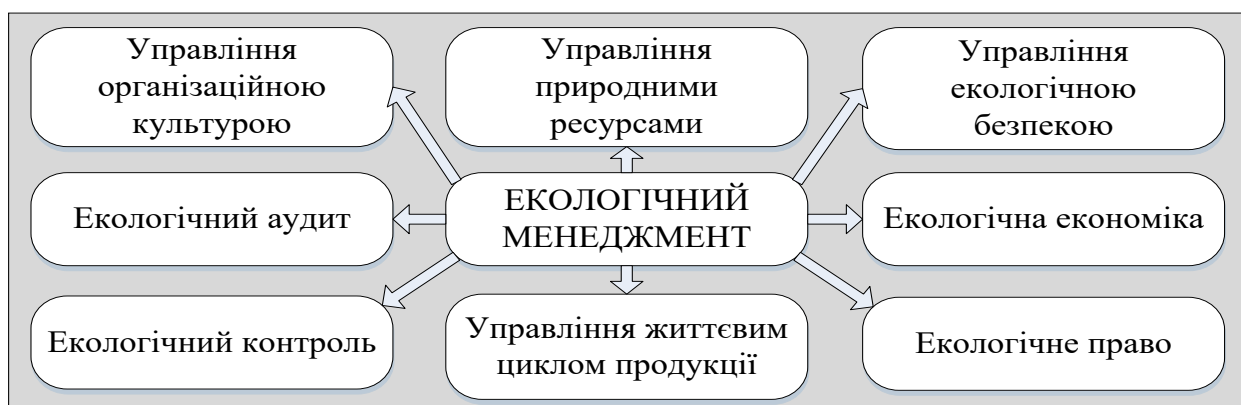 Управління
організаційною
культурою
Управління
природними
ресурсами
Управління
екологічною
безпекою
Екологічний аудит
ЕКОЛОГІЧНИЙ
МЕНЕДЖМЕНТ
Екологічна економіка
Екологічний контроль
Управління життєвим
циклом продукції
Екологічне право